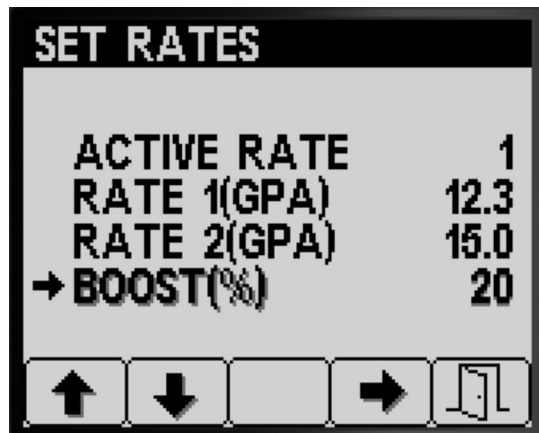 SET RATES
ACTIVE RATE 1
RATE 1(GPA) 12.3
RATE 2(GPA) 15.0
BOOST(%) 20